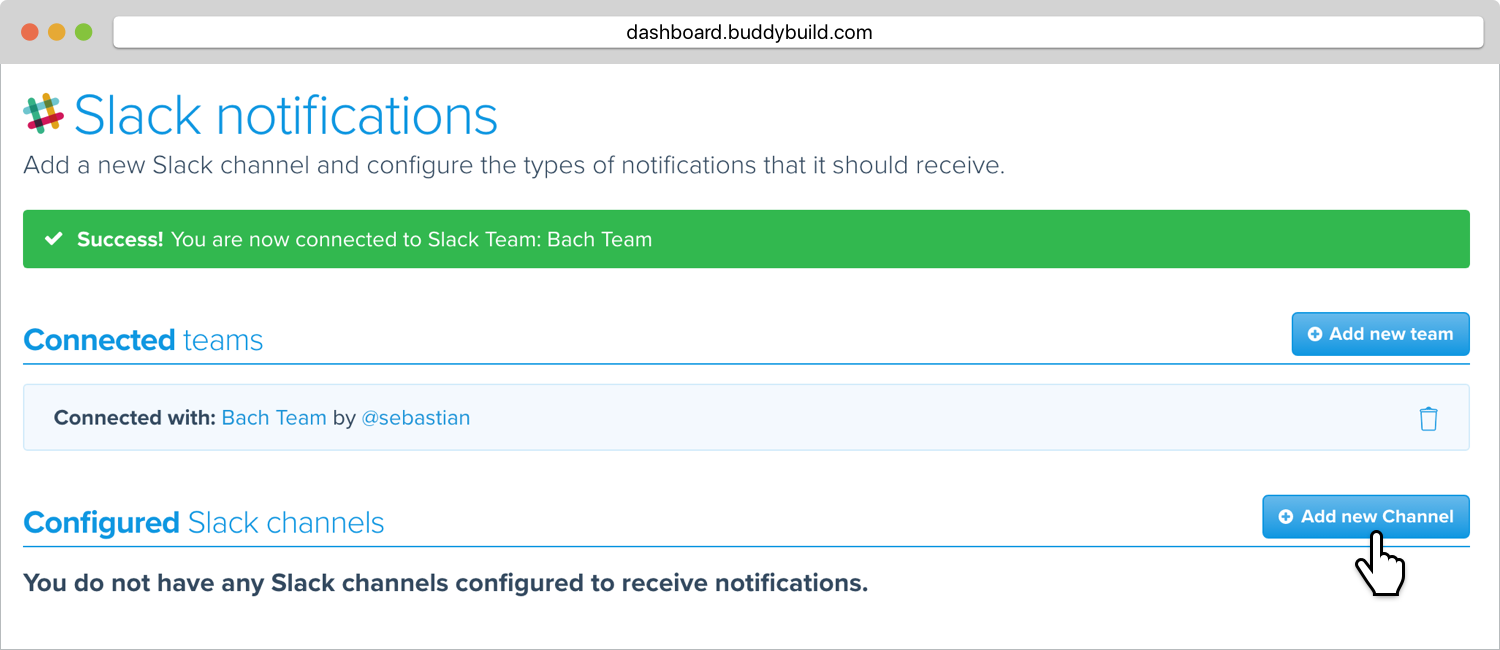 dashboard.buddybuild.com
Slack notifications
Add a new Slack channel and configure the types of notifications that it should receive.
Success! You are now connected to Slack Team: Bach Team
Connected teams
Add new team
Connected with: Bach Team by @sebastian
Configured Slack channels
Add new Channel
You do not have any Slack channels configured to receive notifications.